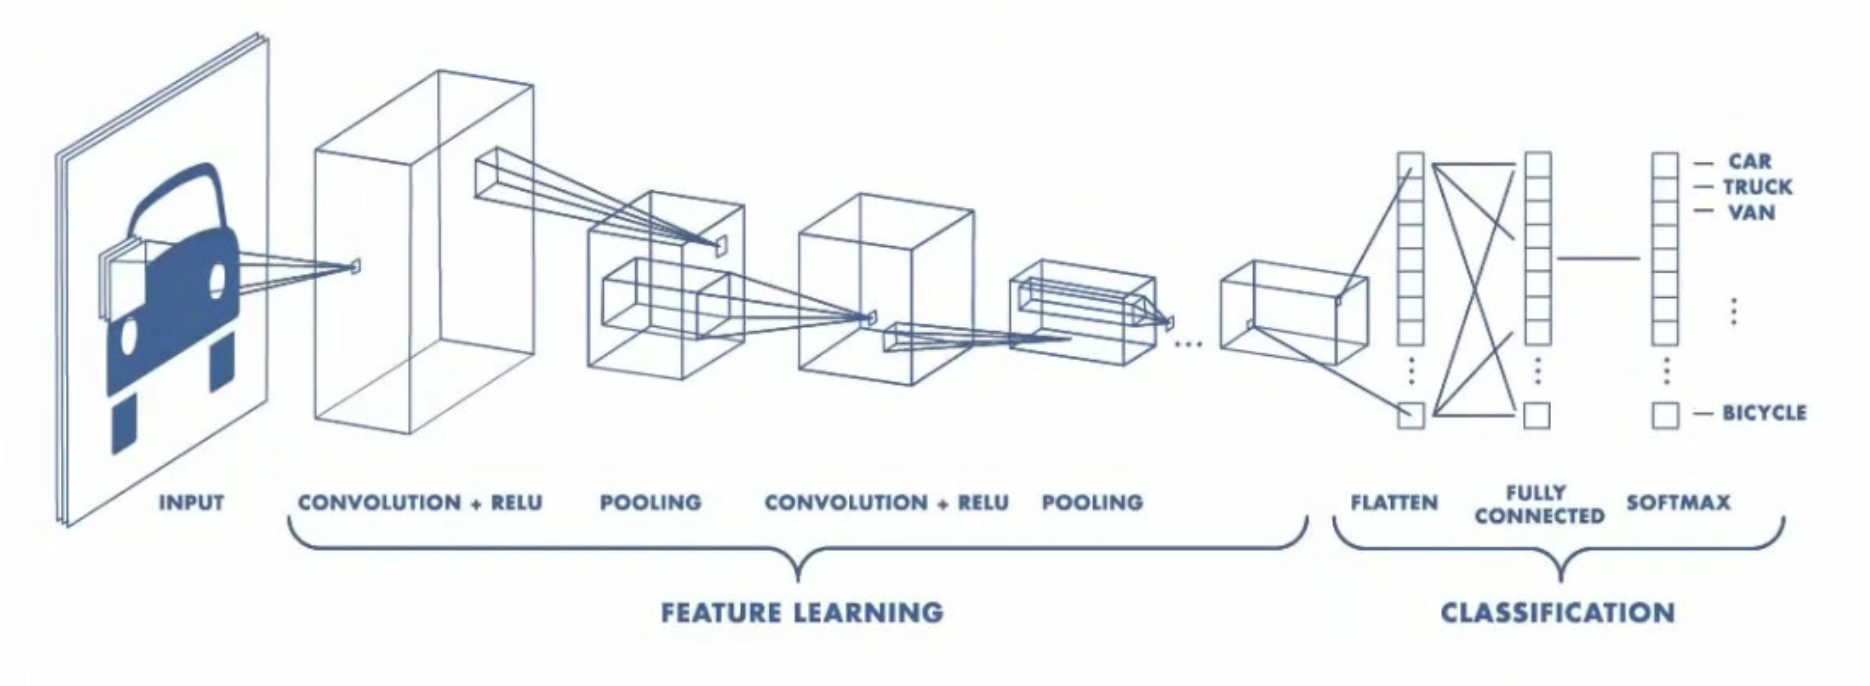 CAR
TRUCK
VAN
BICYCLE
INPUT
CONVOLUTION + RELU
POOLING
CONVOLUTION + RELU
POOLING
FLATTEN
FULLY
CONNECTED
SOFTMAX
FEATURE LEARNING
CLASSIFICATION